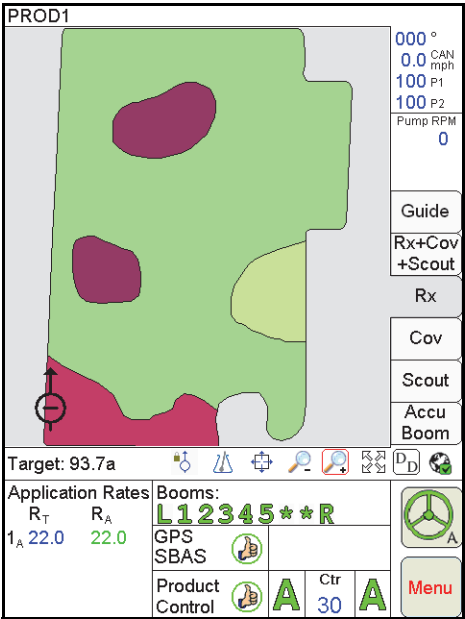 PROD1
000 °
0.0 CAN mph
100 P1
100 P2
Pump RPM
0
Guide
Rx+Cov
+Scout
Rx
Cov
Scout
Accu
Boom
Target: 93.7a
DD
Application Rates
RT RA
1A 22.0 22.0
Booms:
L12345**R
GPS
SBAS
Product
Control
A
Ctr
30
A
A
Menu